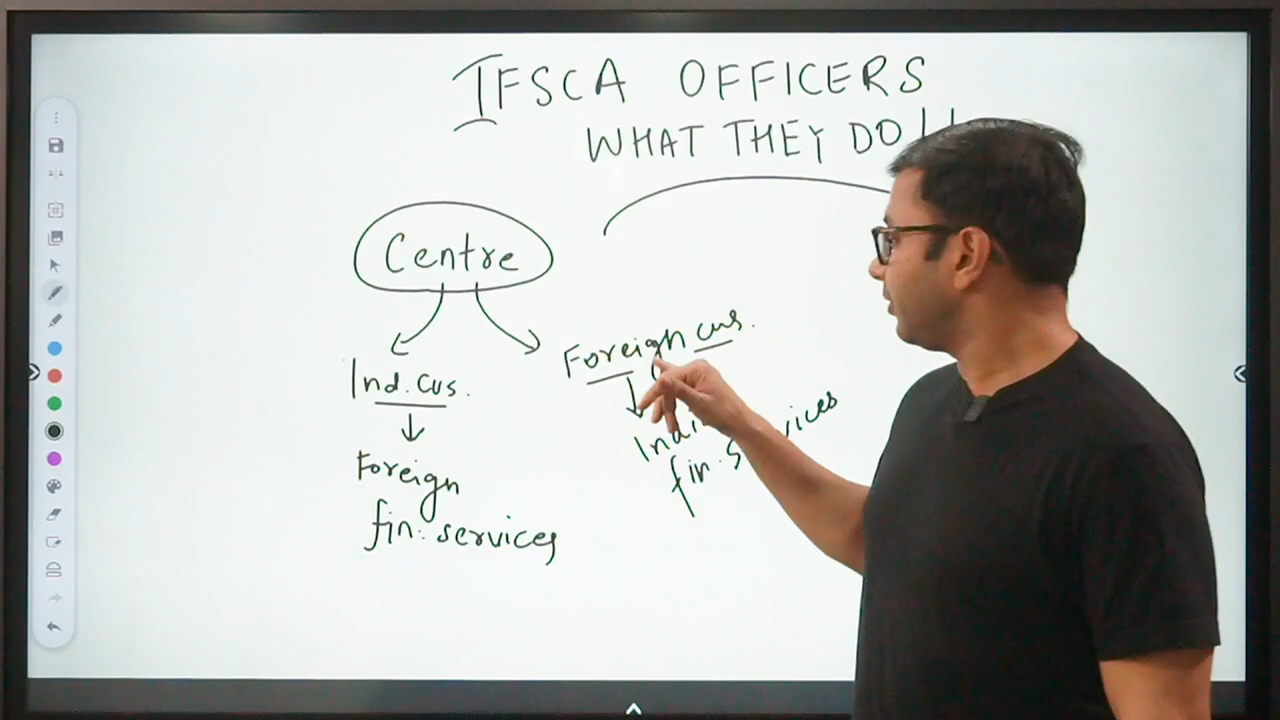 IFSCA OFFICERS
WHAT THEY DO
Centre
Ind. cus.
Foreign
fin. services
Foreign cus.
fin.